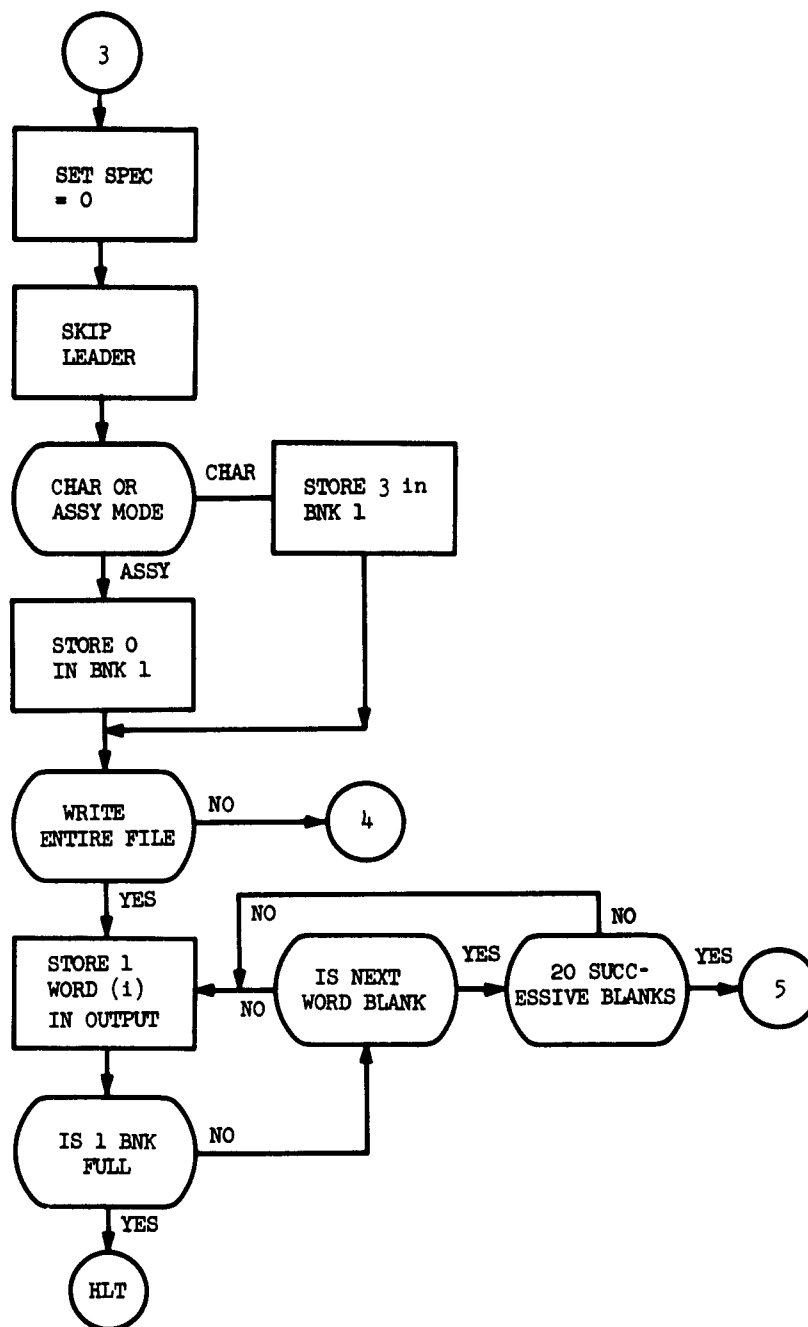 3
SET SPEC
= 0
SKIP
LEADER
CHAR OR
ASSY MODE
CHAR
STORE 3 in
BNK 1
ASSY
STORE 0
IN BNK 1
WRITE
ENTIRE FILE
NO
4
YES
STORE 1
WORD (i)
IN OUTPUT
NO
NO
IS NEXT
WORD BLANK
YES
NO
20 SUCC-
ESSIVE BLANKS
YES
5
IS 1 BNK
FULL
NO
YES
HLT